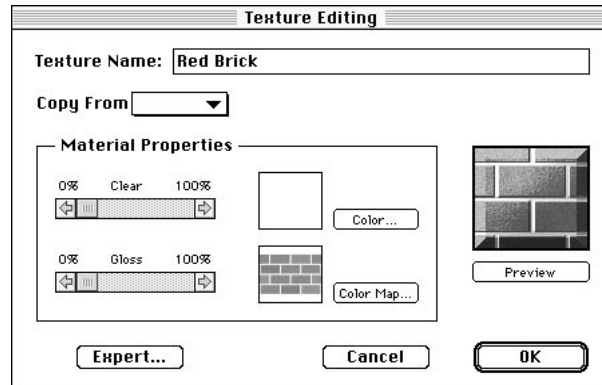 Texture Editing
Texture Name: Red Brick
Copy From
Material Properties
0% Clear 100%
Color...
0% Gloss 100%
Color Map...
Preview
Expert...
Cancel
OK